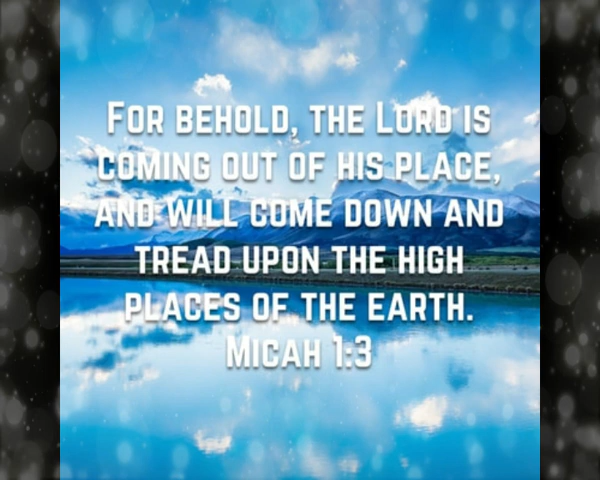 For behold, the Lord is
coming out of his place,
and will come down and
tread upon the high
places of the earth.
Micah 1:3